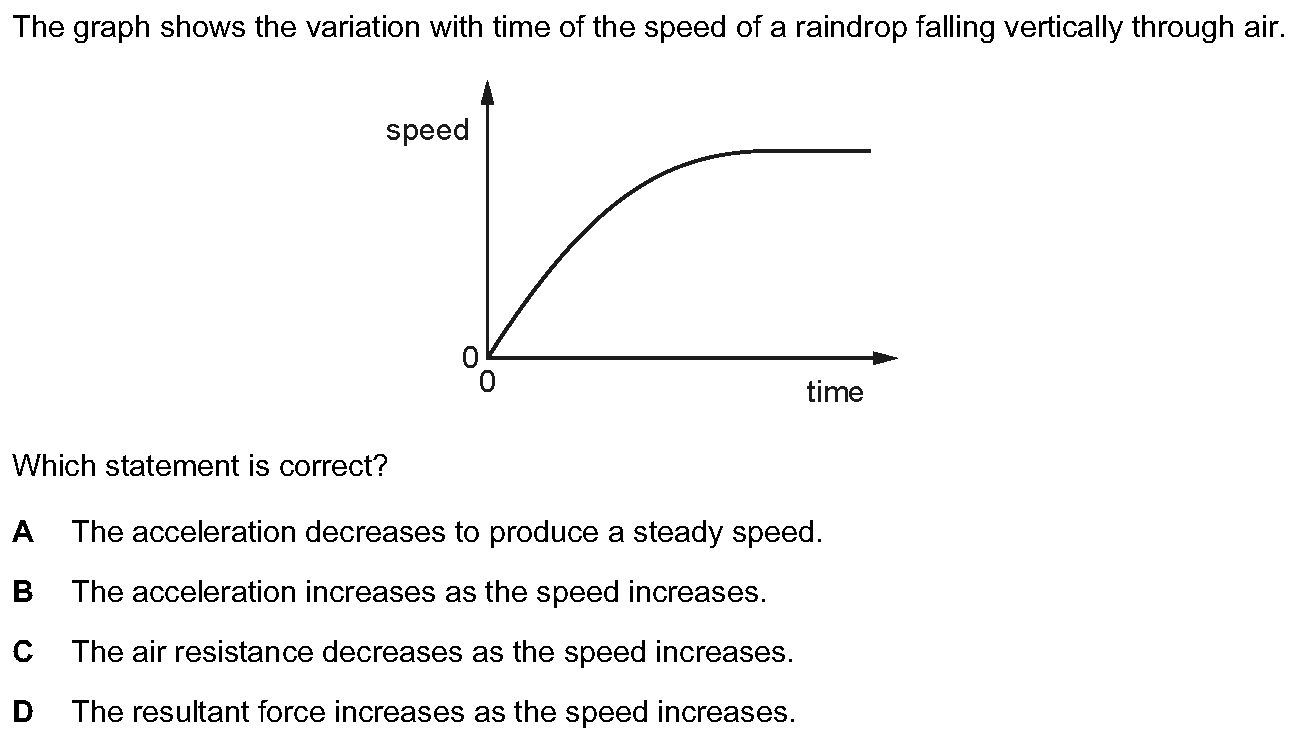 The graph shows the variation with time of the speed of a raindrop falling vertically through air.
speed
0
0
time
Which statement is correct?
A The acceleration decreases to produce a steady speed.
B The acceleration increases as the speed increases.
C The air resistance decreases as the speed increases.
D The resultant force increases as the speed increases.